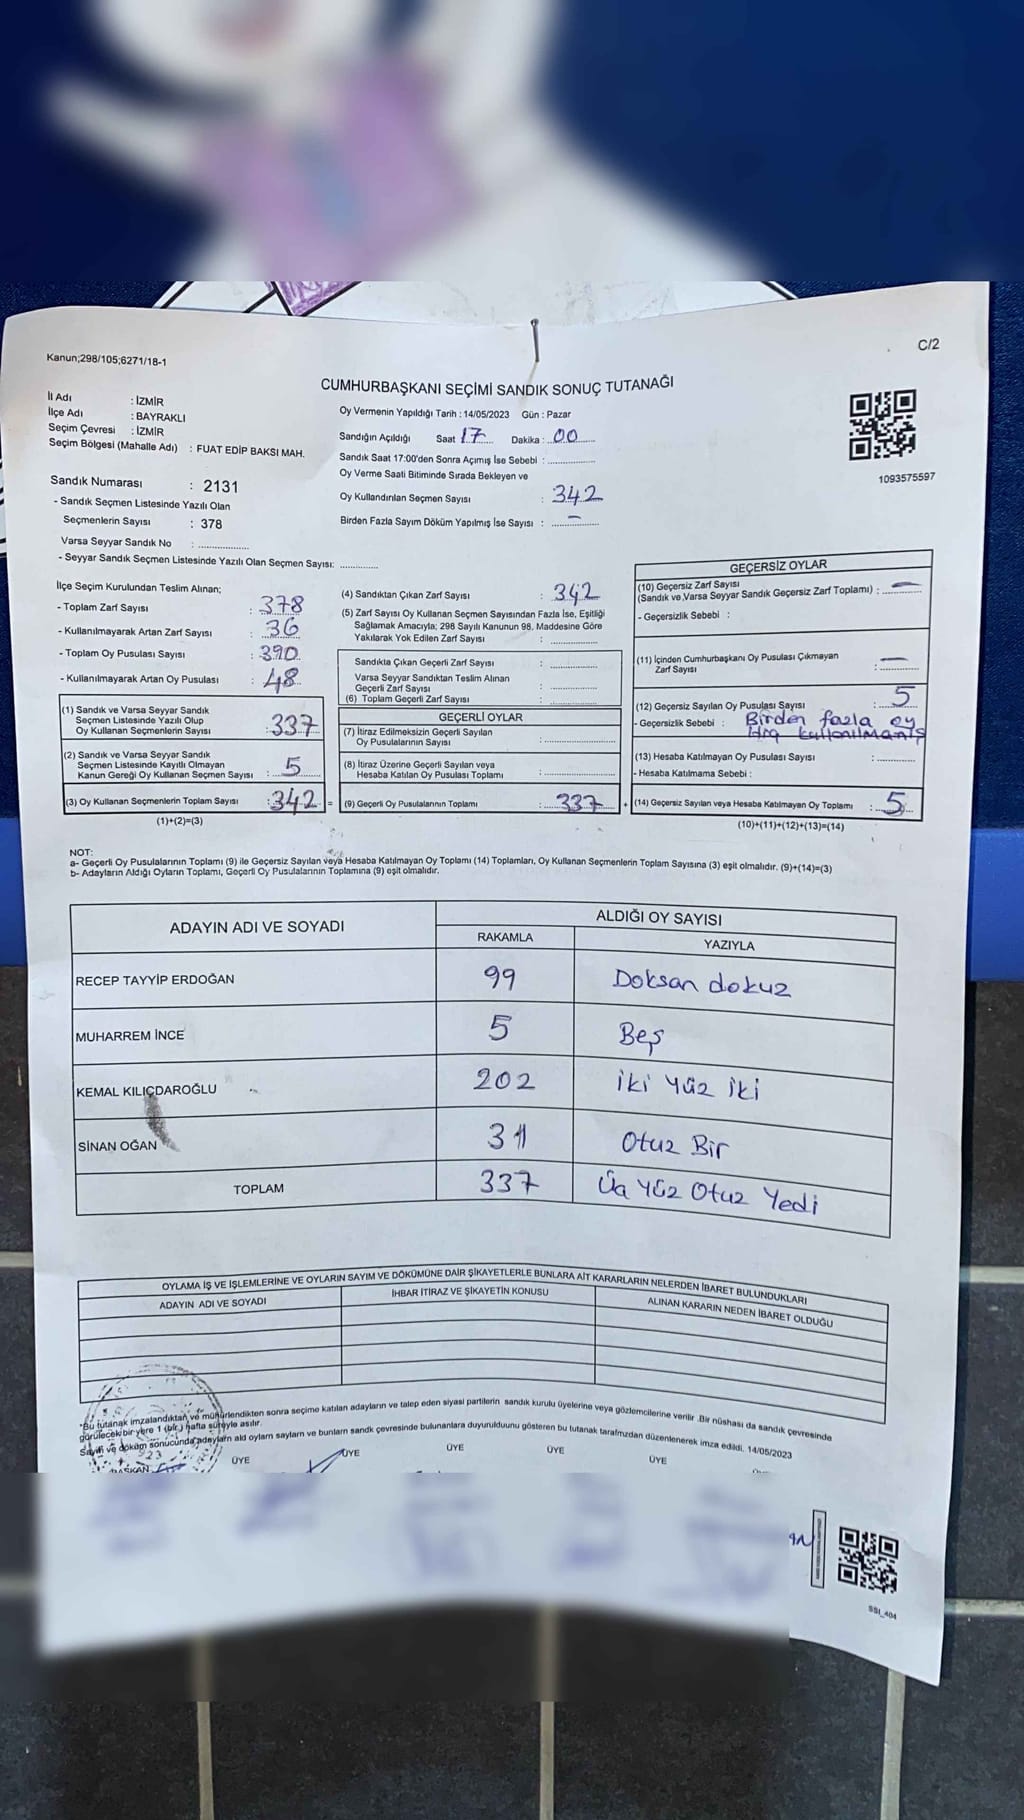 Kanun;298/105;6271/18-1
C/2
CUMHURBAŞKANI SEÇİMİ SANDIK SONUÇ TUTANAĞI
İl Adı : İZMİR
İlçe Adı : BAYRAKLI
Seçim Çevresi : İZMİR
Seçim Bölgesi (Mahalle Adı) : FUAT EDİP BAKSI MAH.
Sandık Numarası : 2131
- Sandık Seçmen Listesinde Yazılı Olan
Seçmenlerin Sayısı : 378
Varsa Seyyar Sandık No :
- Seyyar Sandık Seçmen Listesinde Yazılı Olan Seçmen Sayısı:
Oy Vermenin Yapıldığı Tarih : 14/05/2023 Gün : Pazar
Sandığın Açıldığı Saat 17 Dakika : 00
Sandık Saat 17:00'den Sonra Açımış İse Sebebi :
Oy Verme Saati Bitiminde Sırada Bekleyen ve
Oy Kullandırılan Seçmen Sayısı : 342
Birden Fazla Sayım Döküm Yapılmış İse Sayısı : -
1093575597
İlçe Seçim Kurulundan Teslim Alınan;
- Toplam Zarf Sayısı : 378
- Kullanılmayarak Artan Zarf Sayısı : 36
- Toplam Oy Pusulası Sayısı : 390
- Kullanılmayarak Artan Oy Pusulası : 48
(1) Sandık ve Varsa Seyyar Sandık
Seçmen Listesinde Yazılı Olup
Oy Kullanan Seçmenlerin Sayısı : 337
(2) Sandık ve Varsa Seyyar Sandık
Seçmen Listesinde Kayıtlı Olmayan
Kanun Gereği Oy Kullanan Seçmen Sayısı : 5
(3) Oy Kullanan Seçmenlerin Toplam Sayısı : 342 =
(1)+(2)=(3)
(4) Sandıktan Çıkan Zarf Sayısı : 342
(5) Zarf Sayısı Oy Kullanan Seçmen Sayısından Fazla İse, Eşitliği
Sağlamak Amacıyla; 298 Sayılı Kanunun 98. Maddesine Göre
Yakılarak Yok Edilen Zarf Sayısı :
Sandıkta Çıkan Geçerli Zarf Sayısı :
Varsa Seyyar Sandıktan Teslim Alınan
Geçerli Zarf Sayısı :
(6) Toplam Geçerli Zarf Sayısı :
GEÇERLİ OYLAR
(7) İtiraz Edilmeksizin Geçerli Sayılan
Oy Pusulalarının Sayısı :
(8) İtiraz Üzerine Geçerli Sayılan veya
Hesaba Katılan Oy Pusulası Toplamı :
(9) Geçerli Oy Pusulalarının Toplamı : 337 +
GEÇERSİZ OYLAR
(10) Geçersiz Zarf Sayısı
(Sandık ve Varsa Seyyar Sandık Geçersiz Zarf Toplamı) : -
- Geçersizlik Sebebi :
(11) İçinden Cumhurbaşkanı Oy Pusulası Çıkmayan
Zarf Sayısı : -
(12) Geçersiz Sayılan Oy Pusulası Sayısı : 5
- Geçersizlik Sebebi : Birden fazla oy
kullanılmamış
(13) Hesaba Katılmayan Oy Pusulası Sayısı :
- Hesaba Katılmama Sebebi :
(14) Geçersiz Sayılan veya Hesaba Katılmayan Oy Toplamı : 5
(10)+(11)+(12)+(13)=(14)
NOT:
a- Geçerli Oy Pusulalarının Toplamı (9) ile Geçersiz Sayılan veya Hesaba Katılmayan Oy Toplamı (14) Toplamları, Oy Kullanan Seçmenlerin Toplam Sayısına (3) eşit olmalıdır. (9)+(14)=(3)
b- Adayların Aldığı Oyların Toplamı, Geçerli Oy Pusulalarının Toplamına (9) eşit olmalıdır.
ADAYIN ADI VE SOYADI ALDIĞI OY SAYISI
RAKAMLA YAZIYLA
RECEP TAYYİP ERDOĞAN 99 Doksan dokuz
MUHARREM İNCE 5 Beş
KEMAL KILIÇDAROĞLU 202 İki Yüz İki
SİNAN OĞAN 31 Otuz Bir
TOPLAM 337 Üç Yüz Otuz Yedi
OYLAMA İŞ VE İŞLEMLERİNE VE OYLARIN SAYIM VE DÖKÜMÜNE DAİR ŞİKAYETLERLE BUNLARA AİT KARARLARIN NELERDEN İBARET BULUNDUKLARI
ADAYIN ADI VE SOYADI İHBAR İTİRAZ VE ŞİKAYETİN KONUSU ALINAN KARARIN NEDEN İBARET OLDUĞU
*Bu tutanak imzalandıktan ve mühürlendikten sonra seçime katılan adayların ve talep eden siyasi partilerin sandık kurulu üyelerine veya gözlemcilerine verilir .Bir nüshası da sandık çevresinde
görülecek bir yere 1 (bir.) hafta süreyle asılır.
Sayım ve döküm sonucunda adayların aldı oyların sayların ve bunların sandk çevresinde bulunanlara duyurulduunu gösteren bu tutanak tarafmzdan düzenlenerek imza edildi. 14/05/2023
BAŞKAN ÜYE ÜYE ÜYE ÜYE ÜYE
SSI_404